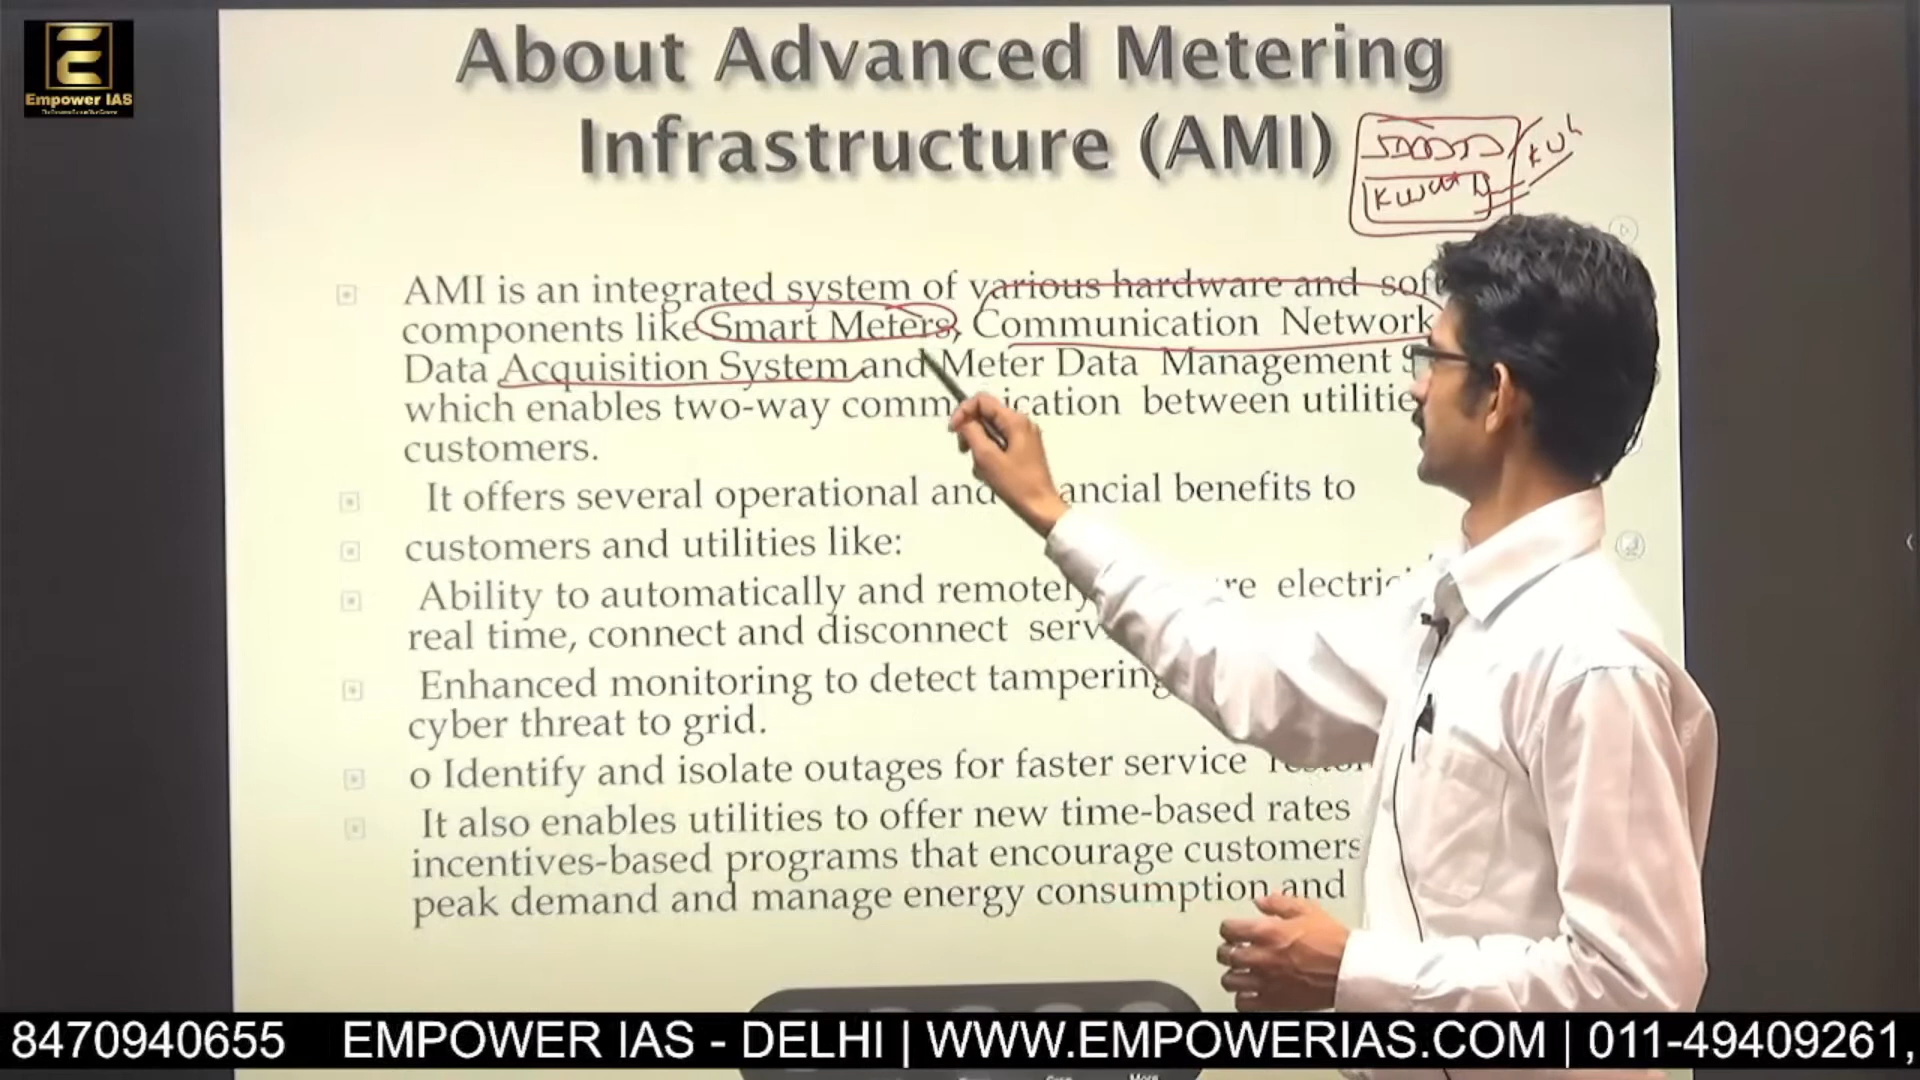 Empower IAS
About Advanced Metering
Infrastructure (AMI)
AMI is an integrated system of various hardware and
components like Smart Meters, Communication Network
Data Acquisition System and Meter Data Management
which enables two-way between
customers.
It offers several operational benefits to
customers and utilities like:
Ability to automatically and
real time, connect and disconnect
Enhanced monitoring to detect
cyber threat to grid.
o Identify and isolate outages for faster service
It also enables utilities to offer new time-based rates
incentives-based programs that encourage customers
peak demand and manage energy consumption and
8470940655 EMPOWER IAS - DELHI | WWW.EMPOWERIAS.COM | 011-49409261,